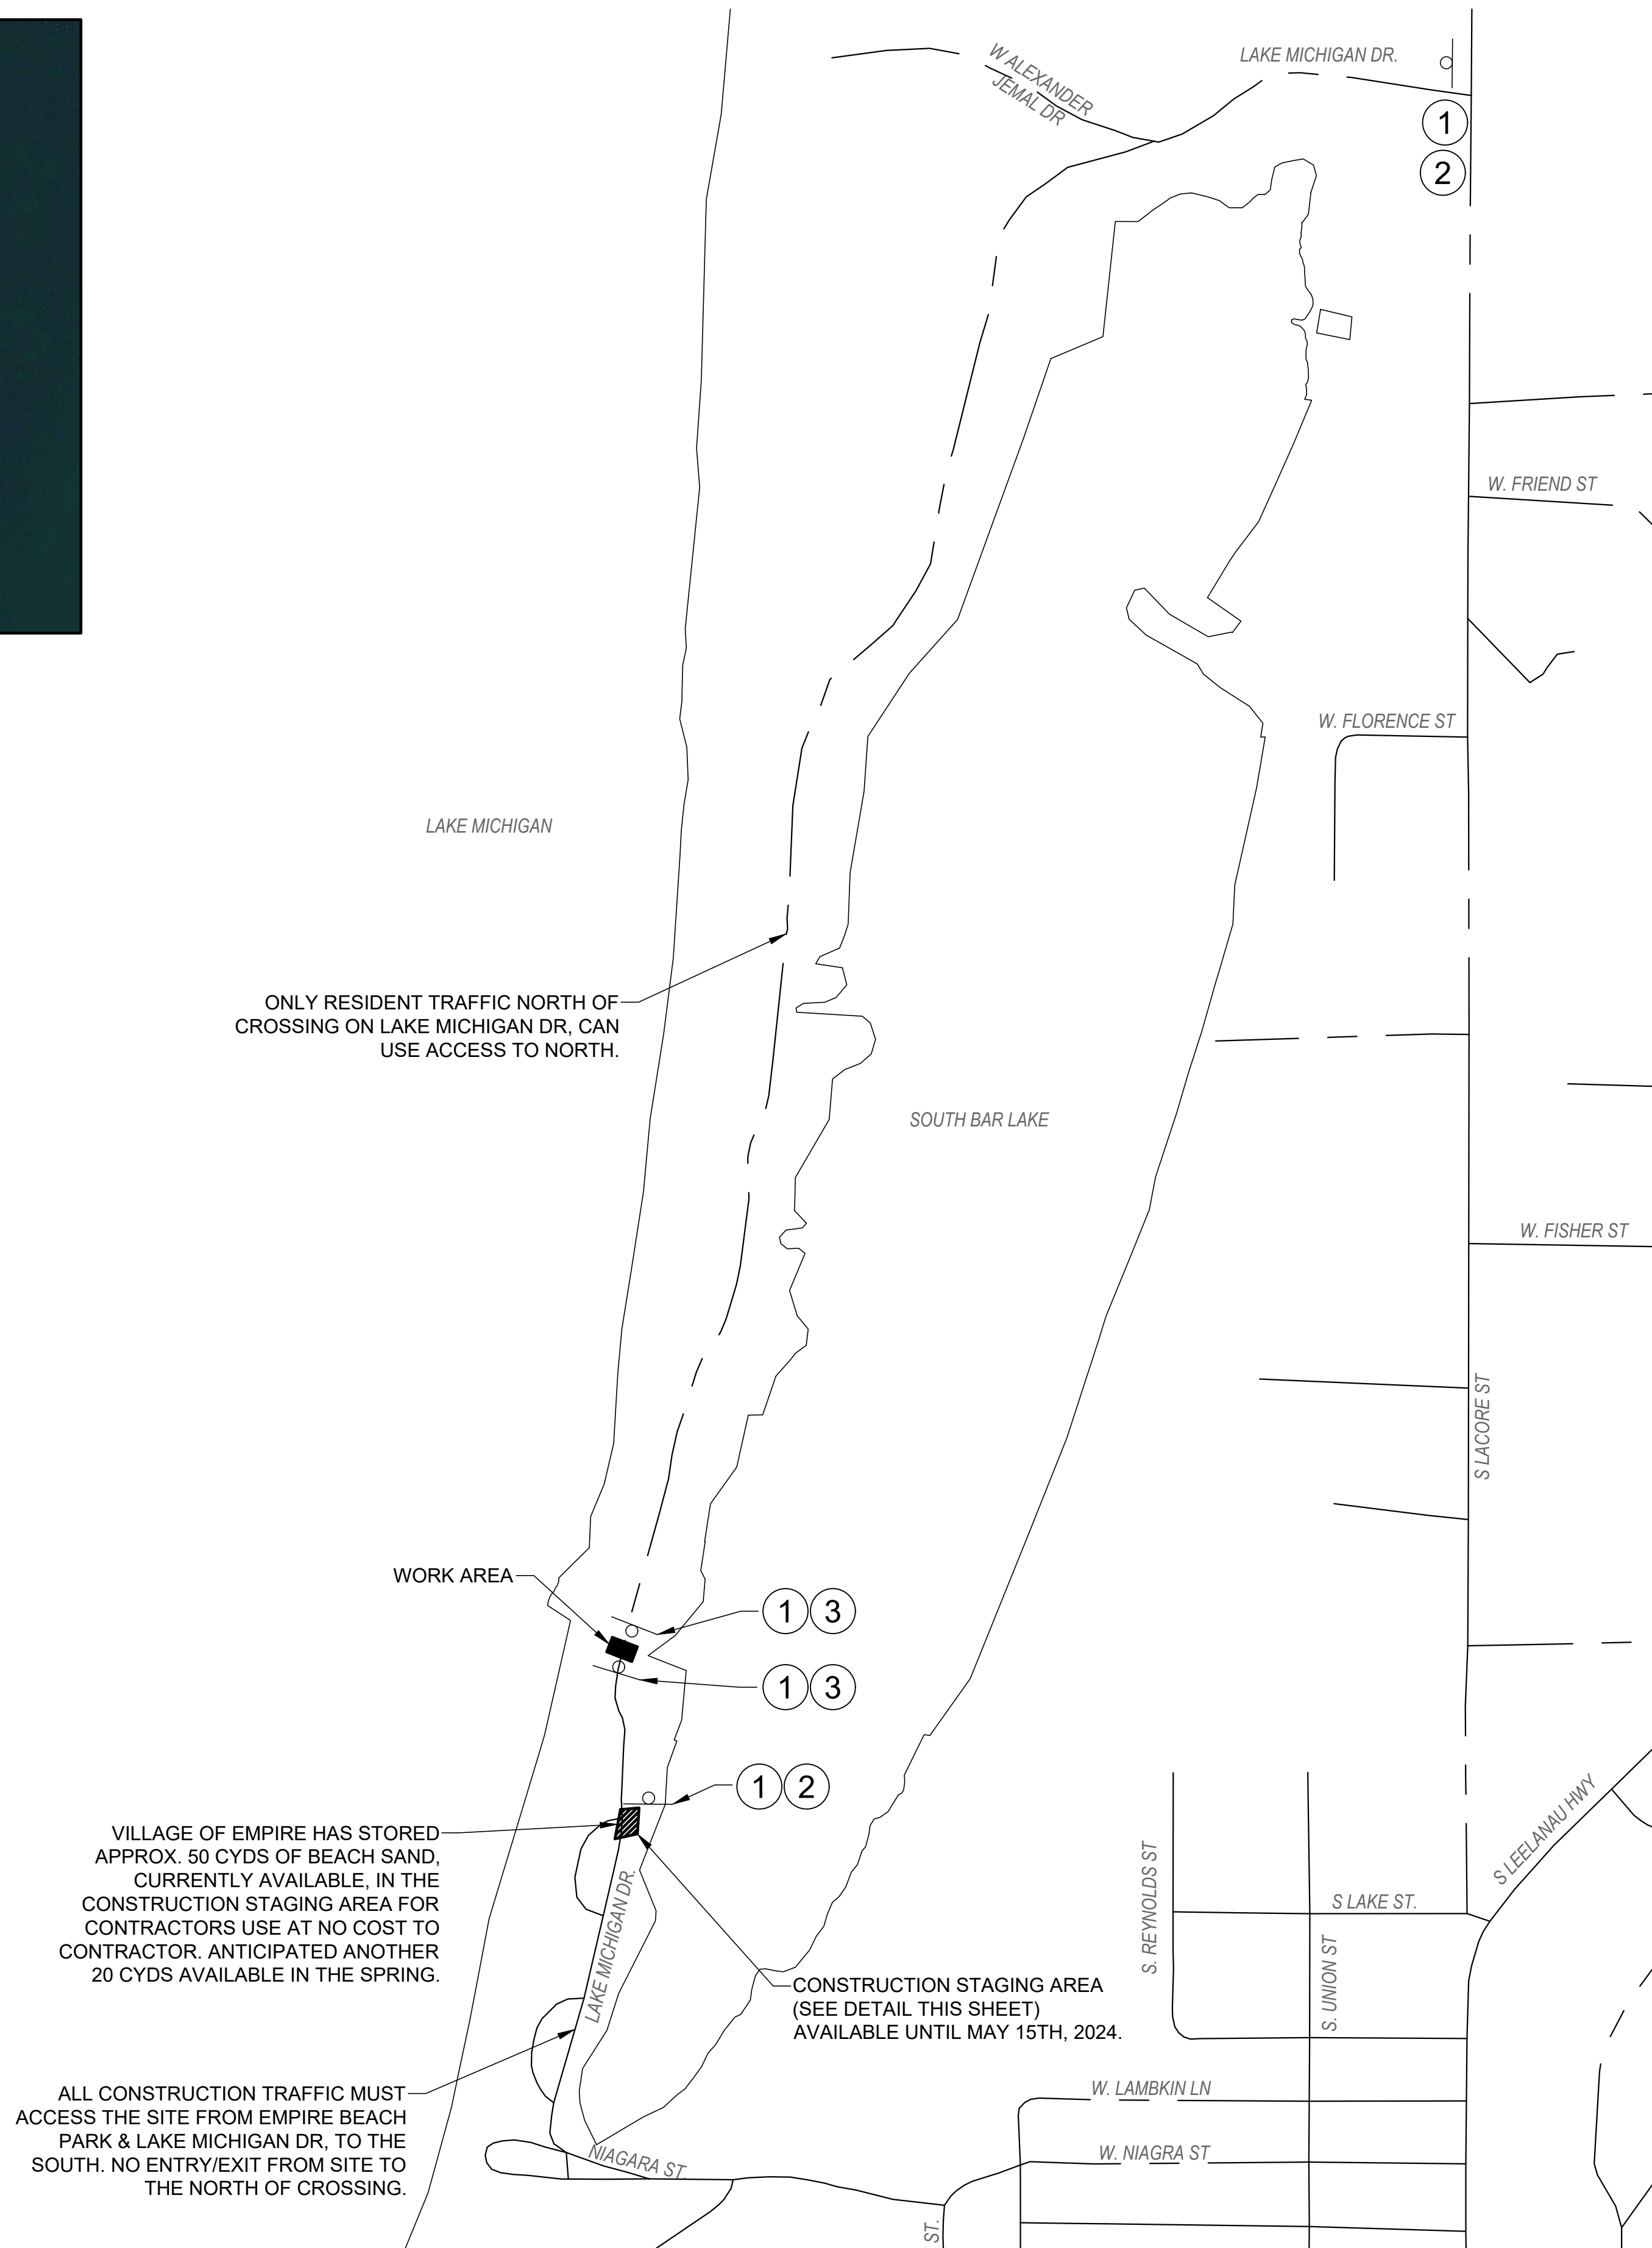 W ALEXANDER
JEMAL DR
LAKE MICHIGAN DR.
1
2
W. FRIEND ST
W. FLORENCE ST
LAKE MICHIGAN
ONLY RESIDENT TRAFFIC NORTH OF
CROSSING ON LAKE MICHIGAN DR, CAN
USE ACCESS TO NORTH.
SOUTH BAR LAKE
W. FISHER ST
S LACORE ST
WORK AREA
1 3
1 3
1 2
VILLAGE OF EMPIRE HAS STORED
APPROX. 50 CYDS OF BEACH SAND,
CURRENTLY AVAILABLE, IN THE
CONSTRUCTION STAGING AREA FOR
CONTRACTORS USE AT NO COST TO
CONTRACTOR. ANTICIPATED ANOTHER
20 CYDS AVAILABLE IN THE SPRING.
LAKE MICHIGAN DR.
CONSTRUCTION STAGING AREA
(SEE DETAIL THIS SHEET)
AVAILABLE UNTIL MAY 15TH, 2024.
S. REYNOLDS ST
S LEELANAU HWY
S LAKE ST.
S. UNION ST
ALL CONSTRUCTION TRAFFIC MUST
ACCESS THE SITE FROM EMPIRE BEACH
PARK & LAKE MICHIGAN DR, TO THE
SOUTH. NO ENTRY/EXIT FROM SITE TO
THE NORTH OF CROSSING.
W. LAMBKIN LN
W. NIAGRA ST
NIAGARA ST.
ST.